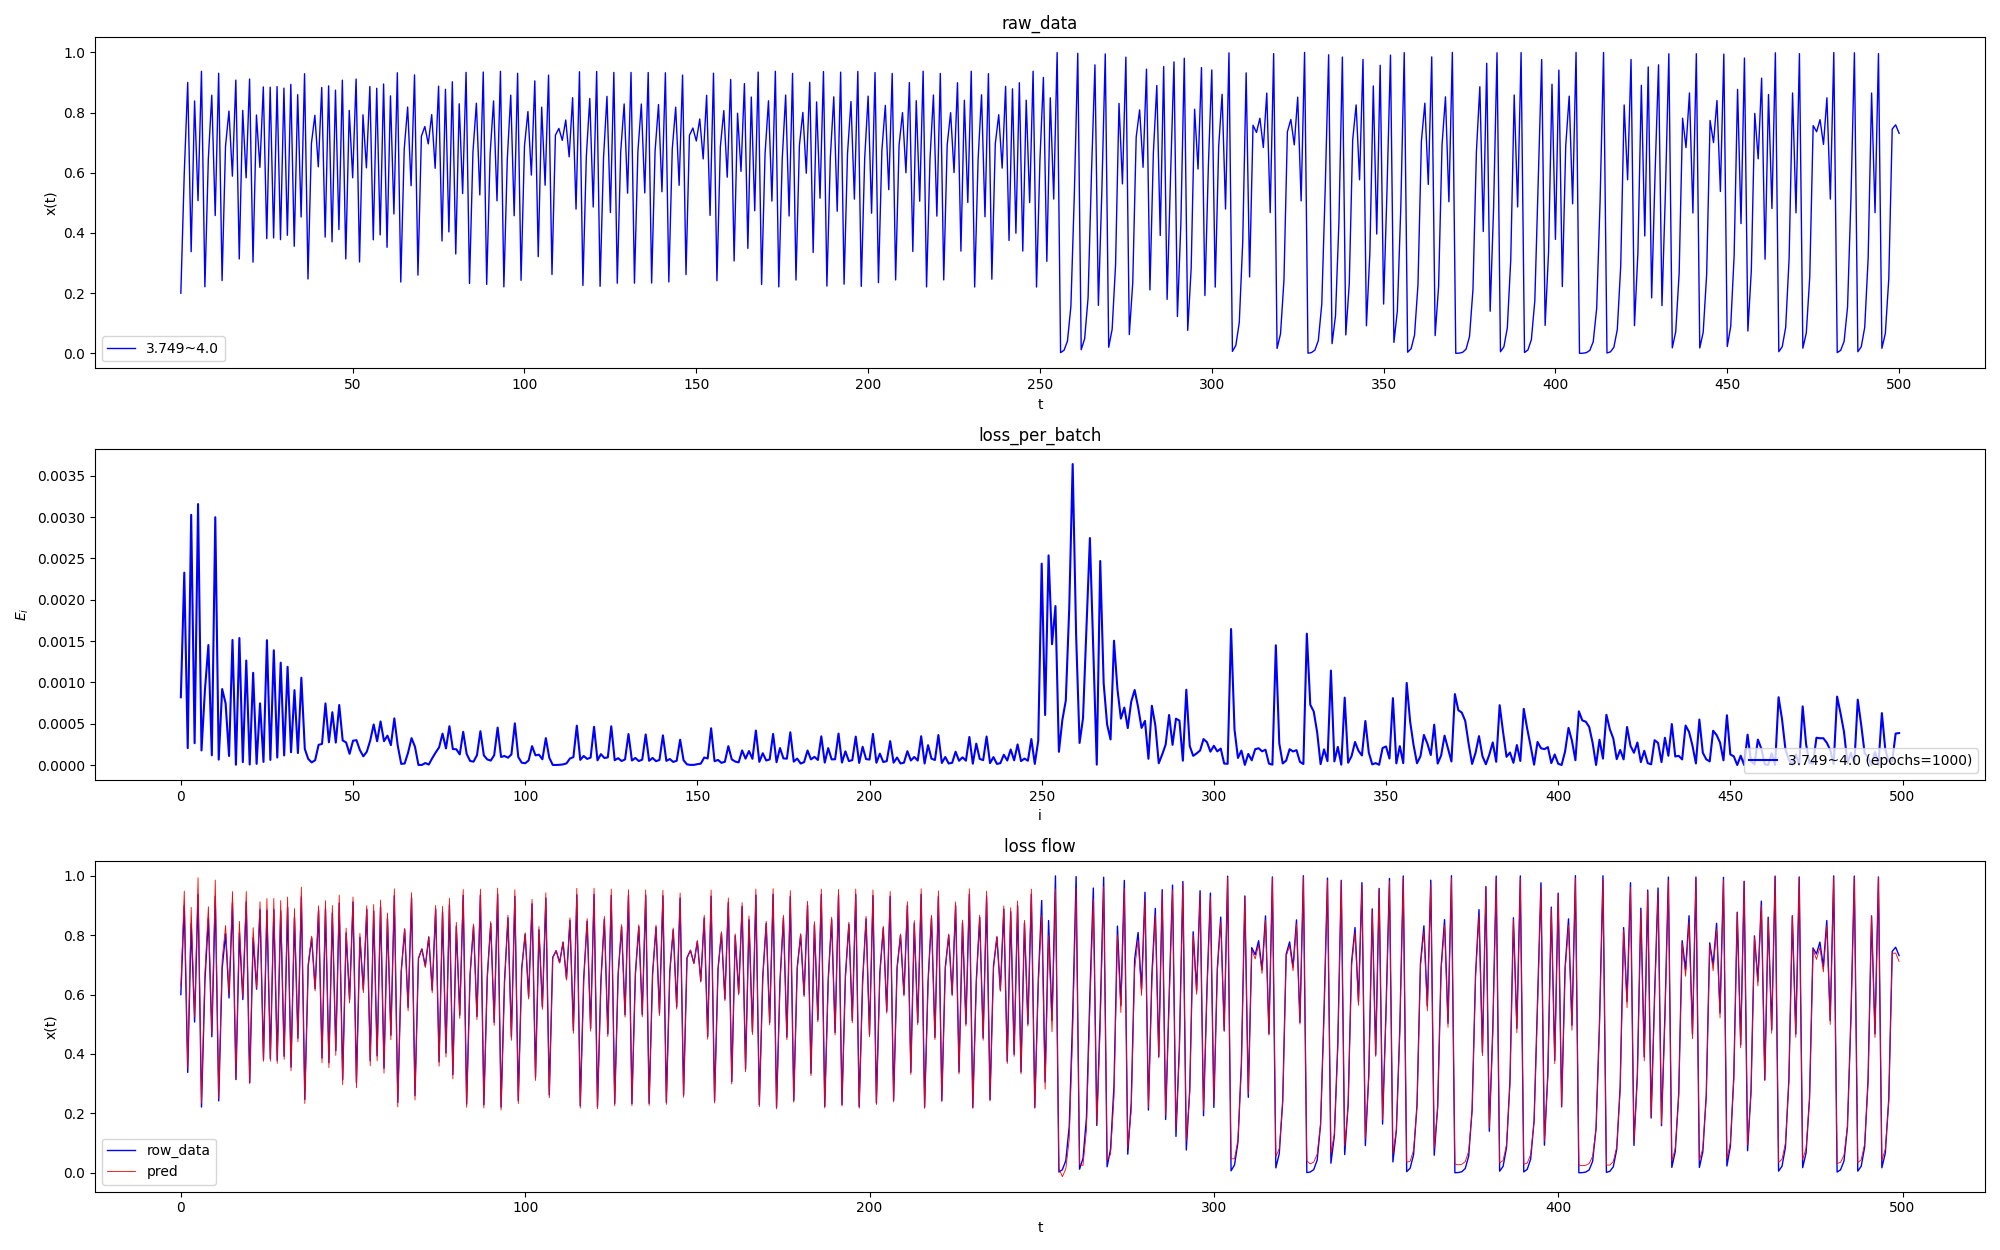 raw_data
1.0
0.8
0.6
0.4
0.2
0.0
x(t)
3.749~4.0
50 100 150 200 250 300 350 400 450 500
t
loss_per_batch
0.0035
0.0030
0.0025
0.0020
0.0015
0.0010
0.0005
0.0000
E_i
3.749~4.0 (epochs=1000)
0 50 100 150 200 250 300 350 400 450 500
i
loss flow
1.0
0.8
0.6
0.4
0.2
0.0
x(t)
row_data
pred
0 100 200 300 400 500
t